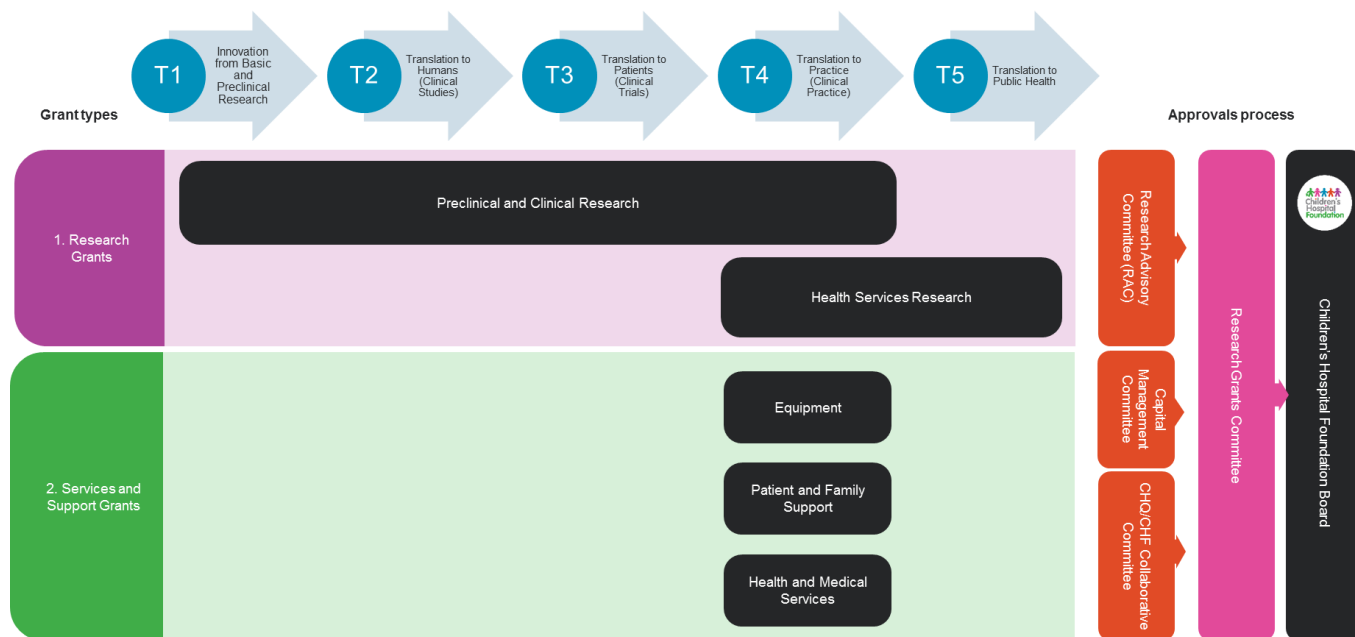 T1
Innovation
from Basic
and
Preclinical
Research
T2
Translation to
Humans
(Clinical
Studies)
T3
Translation to
Patients
(Clinical
Trials)
T4
Translation to
Practice
(Clinical
Practice)
T5
Translation to
Public Health
Grant types
Approvals process
1. Research
Grants
Preclinical and Clinical Research
Health Services Research
2. Services and
Support Grants
Equipment
Patient and Family
Support
Health and Medical
Services
Research Advisory
Committee (RAC)
Capital
Management
Committee
CHQ/CHF Collaborative
Committee
Research Grants Committee
Children's
Hospital
Foundation
Children's Hospital Foundation Board